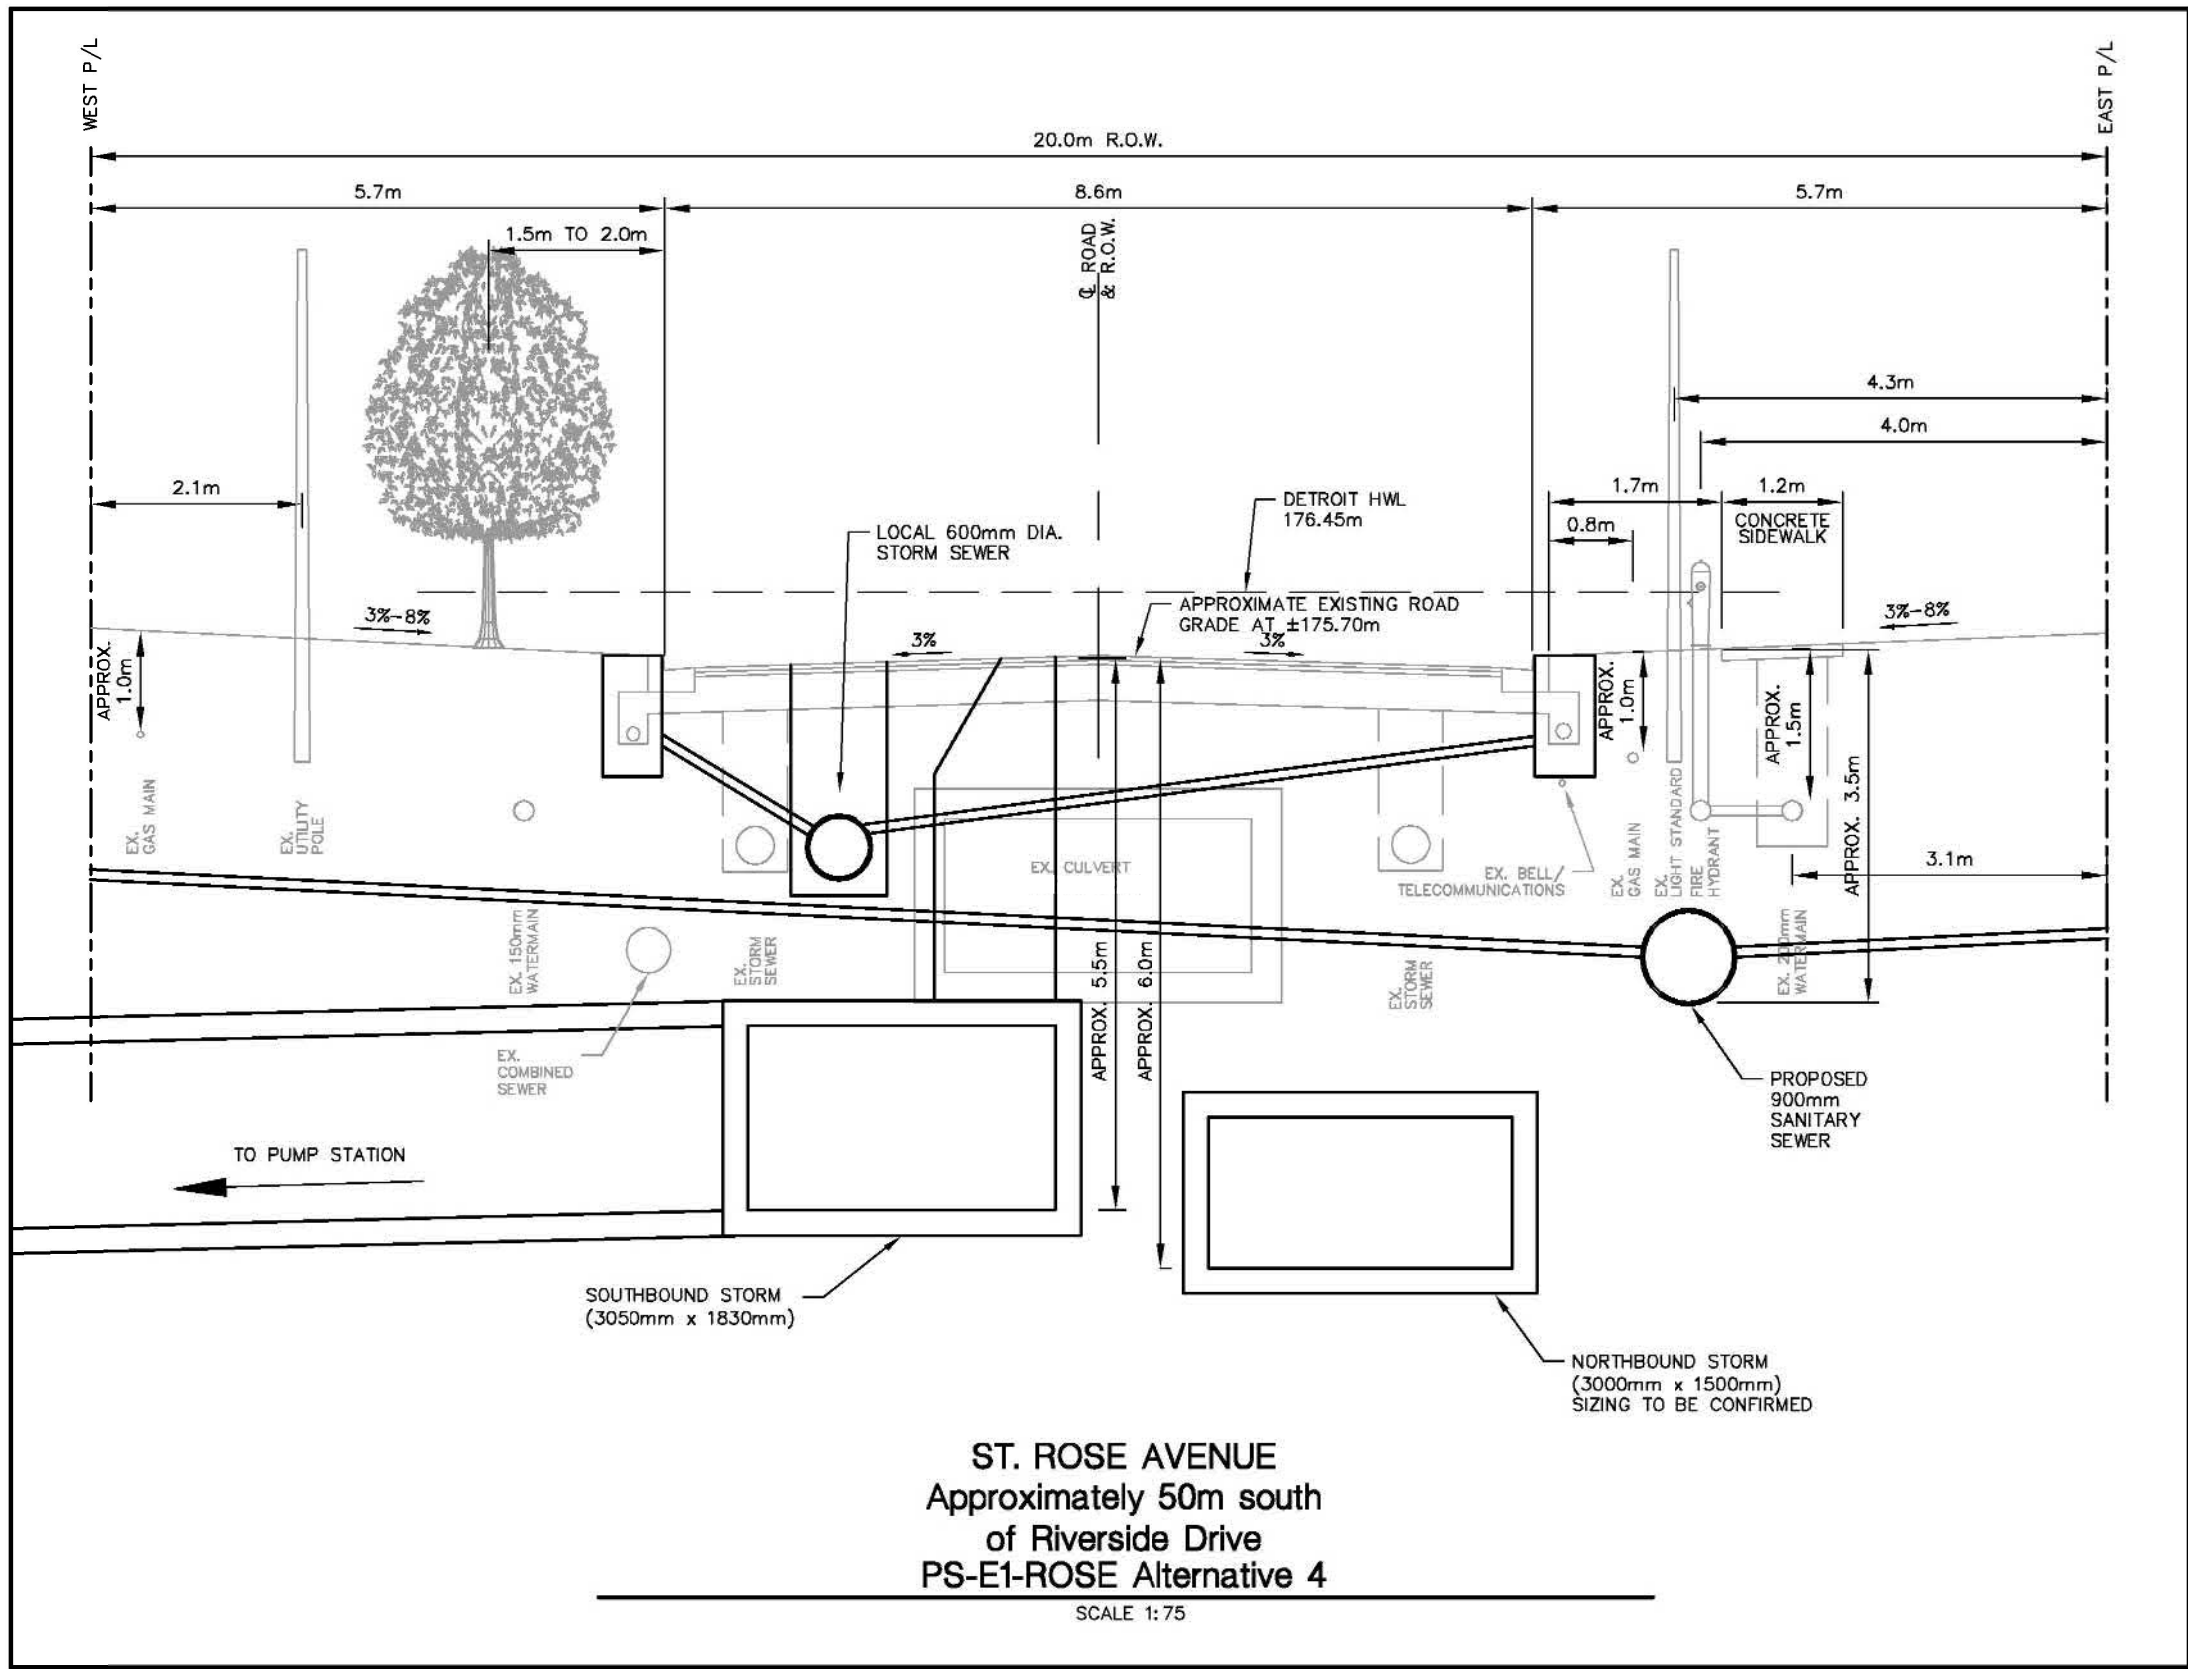 WEST P/L
EAST P/L
20.0m R.O.W.
5.7m
8.6m
5.7m
1.5m TO 2.0m
℄ ROAD
& R.O.W.
4.3m
4.0m
2.1m
1.7m
1.2m
DETROIT HWL
176.45m
LOCAL 600mm DIA.
STORM SEWER
0.8m
CONCRETE
SIDEWALK
3%-8%
APPROXIMATE EXISTING ROAD
GRADE AT ±175.70m
3%
3%
3%-8%
APPROX.
1.0m
APPROX.
1.0m
APPROX.
1.5m
APPROX. 3.5m
EX.
GAS MAIN
EX.
UTILITY
POLE
EX. CULVERT
EX. BELL/
TELECOMMUNICATIONS
EX.
GAS MAIN
EX.
LIGHT STANDARD
FIRE
HYDRANT
3.1m
EX. 150mm
WATERMAIN
EX.
STORM
SEWER
APPROX. 5.5m
APPROX. 6.0m
EX.
STORM
SEWER
EX. 200mm
WATERMAIN
EX.
COMBINED
SEWER
PROPOSED
900mm
SANITARY
SEWER
TO PUMP STATION
SOUTHBOUND STORM
(3050mm x 1830mm)
NORTHBOUND STORM
(3000mm x 1500mm)
SIZING TO BE CONFIRMED
ST. ROSE AVENUE
Approximately 50m south
of Riverside Drive
PS-E1-ROSE Alternative 4
SCALE 1:75